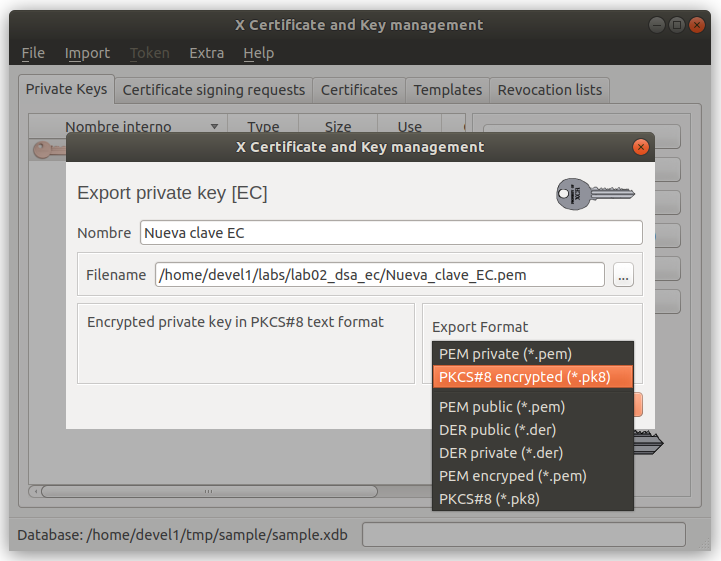 X Certificate and Key management
File Import Token Extra Help
Private Keys Certificate signing requests Certificates Templates Revocation lists
Nombre interno Type Size Use
X Certificate and Key management
Export private key [EC]
Nombre Nueva clave EC
Filename /home/devel1/labs/lab02_dsa_ec/Nueva_clave_EC.pem ...
Encrypted private key in PKCS#8 text format
Export Format
PEM private (*.pem)
PKCS#8 encrypted (*.pk8)
PEM public (*.pem)
DER public (*.der)
DER private (*.der)
PEM encryped (*.pem)
PKCS#8 (*.pk8)
Database: /home/devel1/tmp/sample/sample.xdb